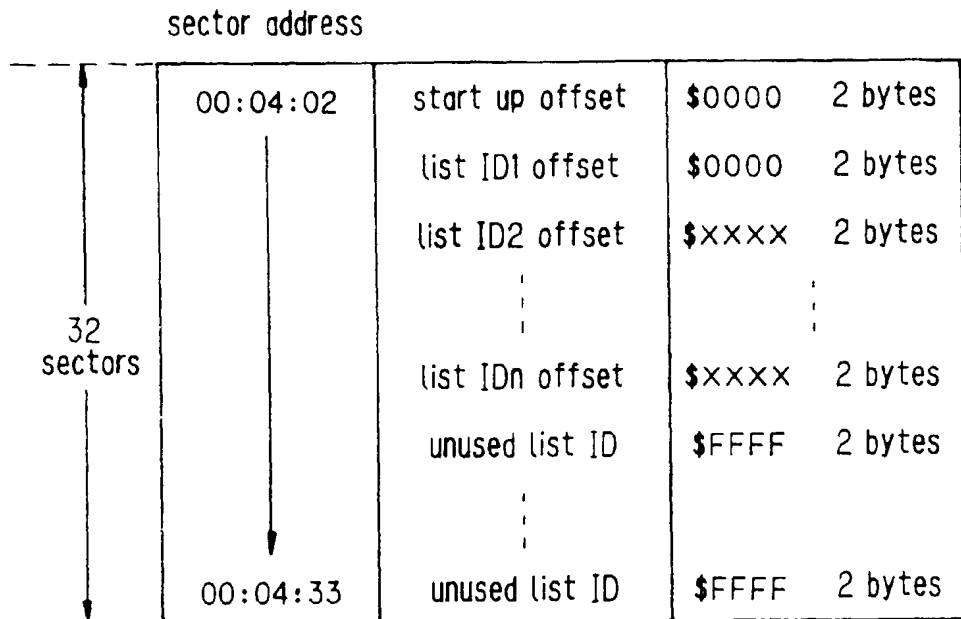 sector address
00:04:02 start up offset $0000 2 bytes
list ID1 offset $0000 2 bytes
list ID2 offset $XXXX 2 bytes
32
sectors
list IDn offset $XXXX 2 bytes
unused list ID $FFFF 2 bytes
00:04:33 unused list ID $FFFF 2 bytes